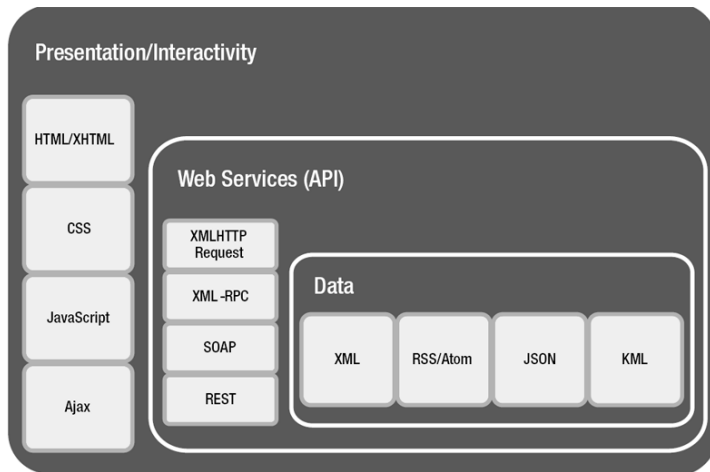 Presentation/Interactivity
HTML/XHTML
CSS
JavaScript
Ajax
Web Services (API)
XMLHTTP
Request
XML-RPC
SOAP
REST
Data
XML
RSS/Atom
JSON
KML